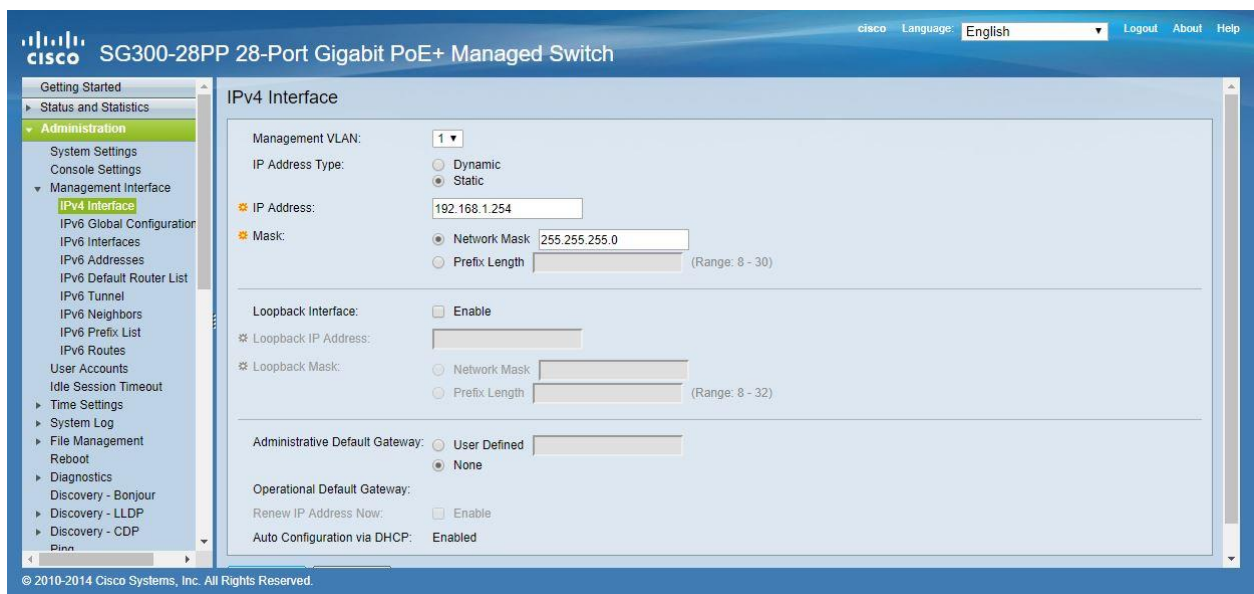 cisco Language: English Logout About Help
CISCO SG300-28PP 28-Port Gigabit PoE+ Managed Switch
Getting Started
Status and Statistics
Administration
System Settings
Console Settings
Management Interface
IPv4 Interface
IPv6 Global Configuration
IPv6 Interfaces
IPv6 Addresses
IPv6 Default Router List
IPv6 Tunnel
IPv6 Neighbors
IPv6 Prefix List
IPv6 Routes
User Accounts
Idle Session Timeout
Time Settings
System Log
File Management
Reboot
Diagnostics
Discovery - Bonjour
Discovery - LLDP
Discovery - CDP
Ping
IPv4 Interface
Management VLAN: 1
IP Address Type: Dynamic
Static
IP Address: 192.168.1.254
Mask: Network Mask 255.255.255.0
Prefix Length (Range: 8 - 30)
Loopback Interface: Enable
Loopback IP Address:
Loopback Mask: Network Mask
Prefix Length (Range: 8 - 32)
Administrative Default Gateway: User Defined
None
Operational Default Gateway:
Renew IP Address Now: Enable
Auto Configuration via DHCP: Enabled
© 2010-2014 Cisco Systems, Inc. All Rights Reserved.